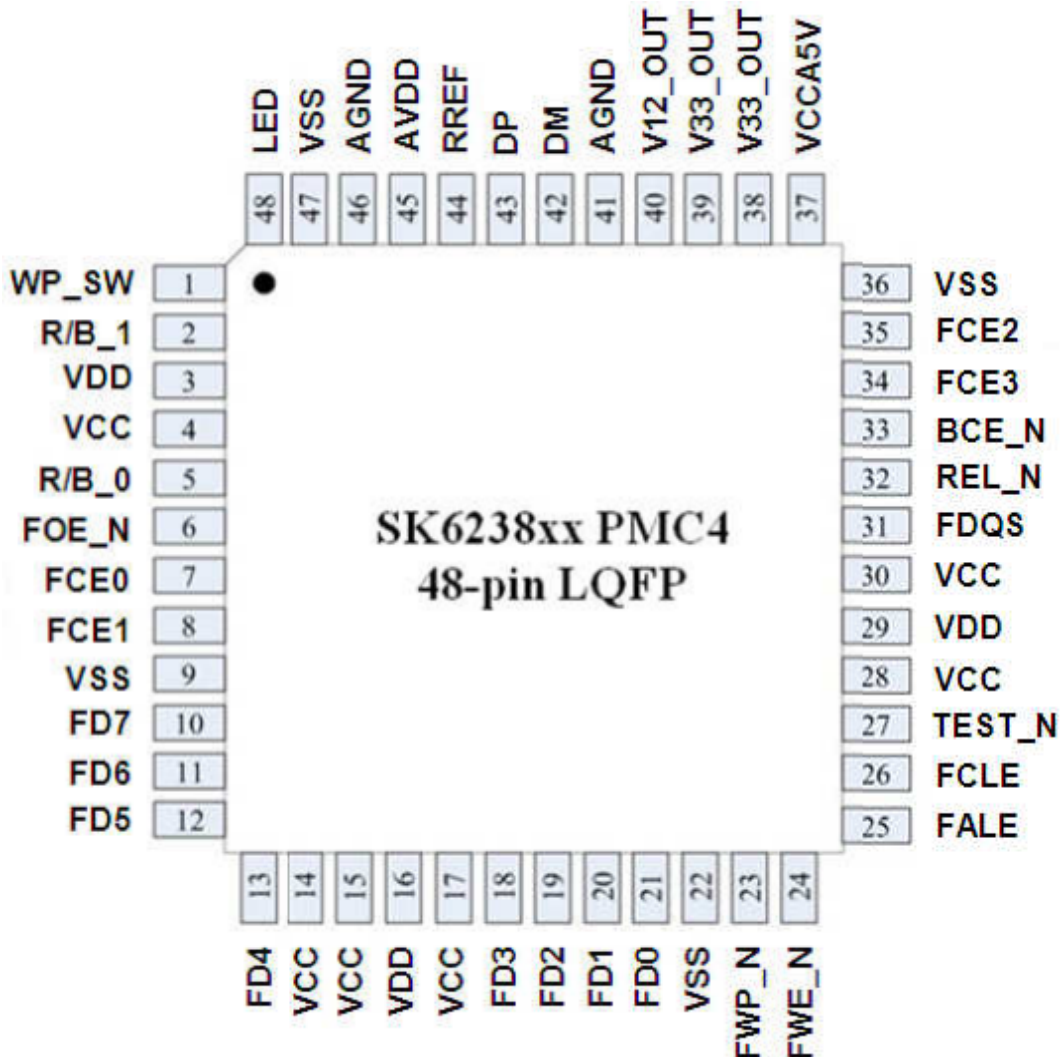 LED
VSS
AGND
AVDD
RREF
DP
DM
AGND
V12_OUT
V33_OUT
V33_OUT
VCCA5V
48
47
46
45
44
43
42
41
40
39
38
37
WP_SW 1
R/B_1 2
VDD 3
VCC 4
R/B_0 5
FOE_N 6
FCE0 7
FCE1 8
VSS 9
FD7 10
FD6 11
FD5 12
SK6238xx PMC4
48-pin LQFP
36 VSS
35 FCE2
34 FCE3
33 BCE_N
32 REL_N
31 FDQS
30 VCC
29 VDD
28 VCC
27 TEST_N
26 FCLE
25 FALE
13
14
15
16
17
18
19
20
21
22
23
24
FD4
VCC
VCC
VDD
VCC
FD3
FD2
FD1
FD0
VSS
FWP_N
FWE_N